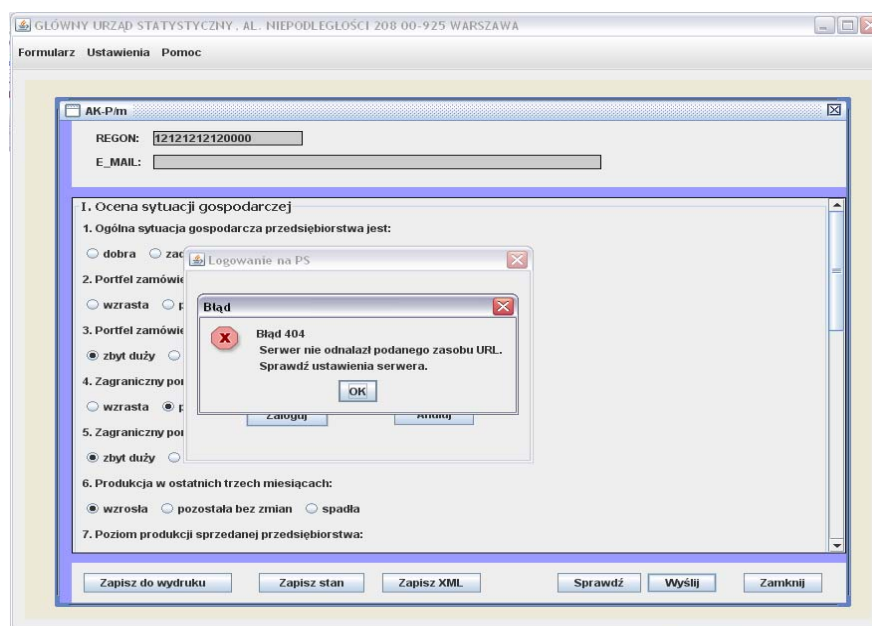 GŁÓWNY URZĄD STATYSTYCZNY, AL. NIEPODLEGŁOŚCI 208 00-925 WARSZAWA
Formularz Ustawienia Pomoc
AK-P/m
REGON: 12121212120000
E_MAIL:
I. Ocena sytuacji gospodarczej
1. Ogólna sytuacja gospodarcza przedsiębiorstwa jest:
dobra
Logowanie na PS
2. Portfel
wzrasta
Błąd
3. Portfel
zbyt duży
Błąd 404
Serwer nie odnalazł podanego zasobu URL.
Sprawdź ustawienia serwera.
OK
4. Zagraniczny
wzrasta
Zaloguj Anuluj
5. Zagraniczny
zbyt duży
6. Produkcja w ostatnich trzech miesiącach:
wzrosła pozostała bez zmian spadła
7. Poziom produkcji sprzedanej przedsiębiorstwa:
Zapisz do wydruku Zapisz stan Zapisz XML Sprawdź Wyślij Zamknij